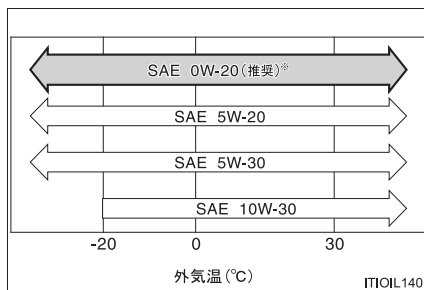 SAE 0W-20(推奨)※
SAE 5W-20
SAE 5W-30
SAE 10W-30
-20 0 30
外気温(℃)
ITIOIL140